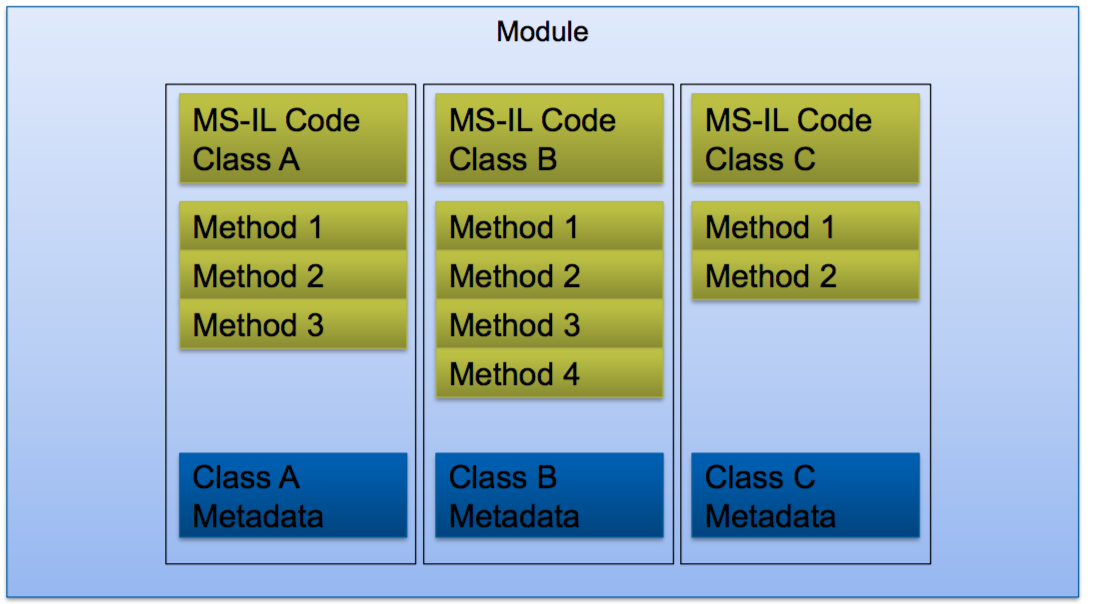 Module
MS-IL Code
Class A
Method 1
Method 2
Method 3
Class A
Metadata
MS-IL Code
Class B
Method 1
Method 2
Method 3
Method 4
Class B
Metadata
MS-IL Code
Class C
Method 1
Method 2
Class C
Metadata